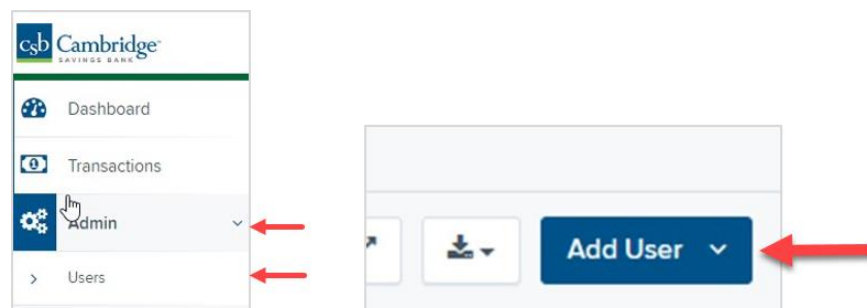 csb Cambridge
SAVINGS BANK
Dashboard
Transactions
Admin
Users
Add User